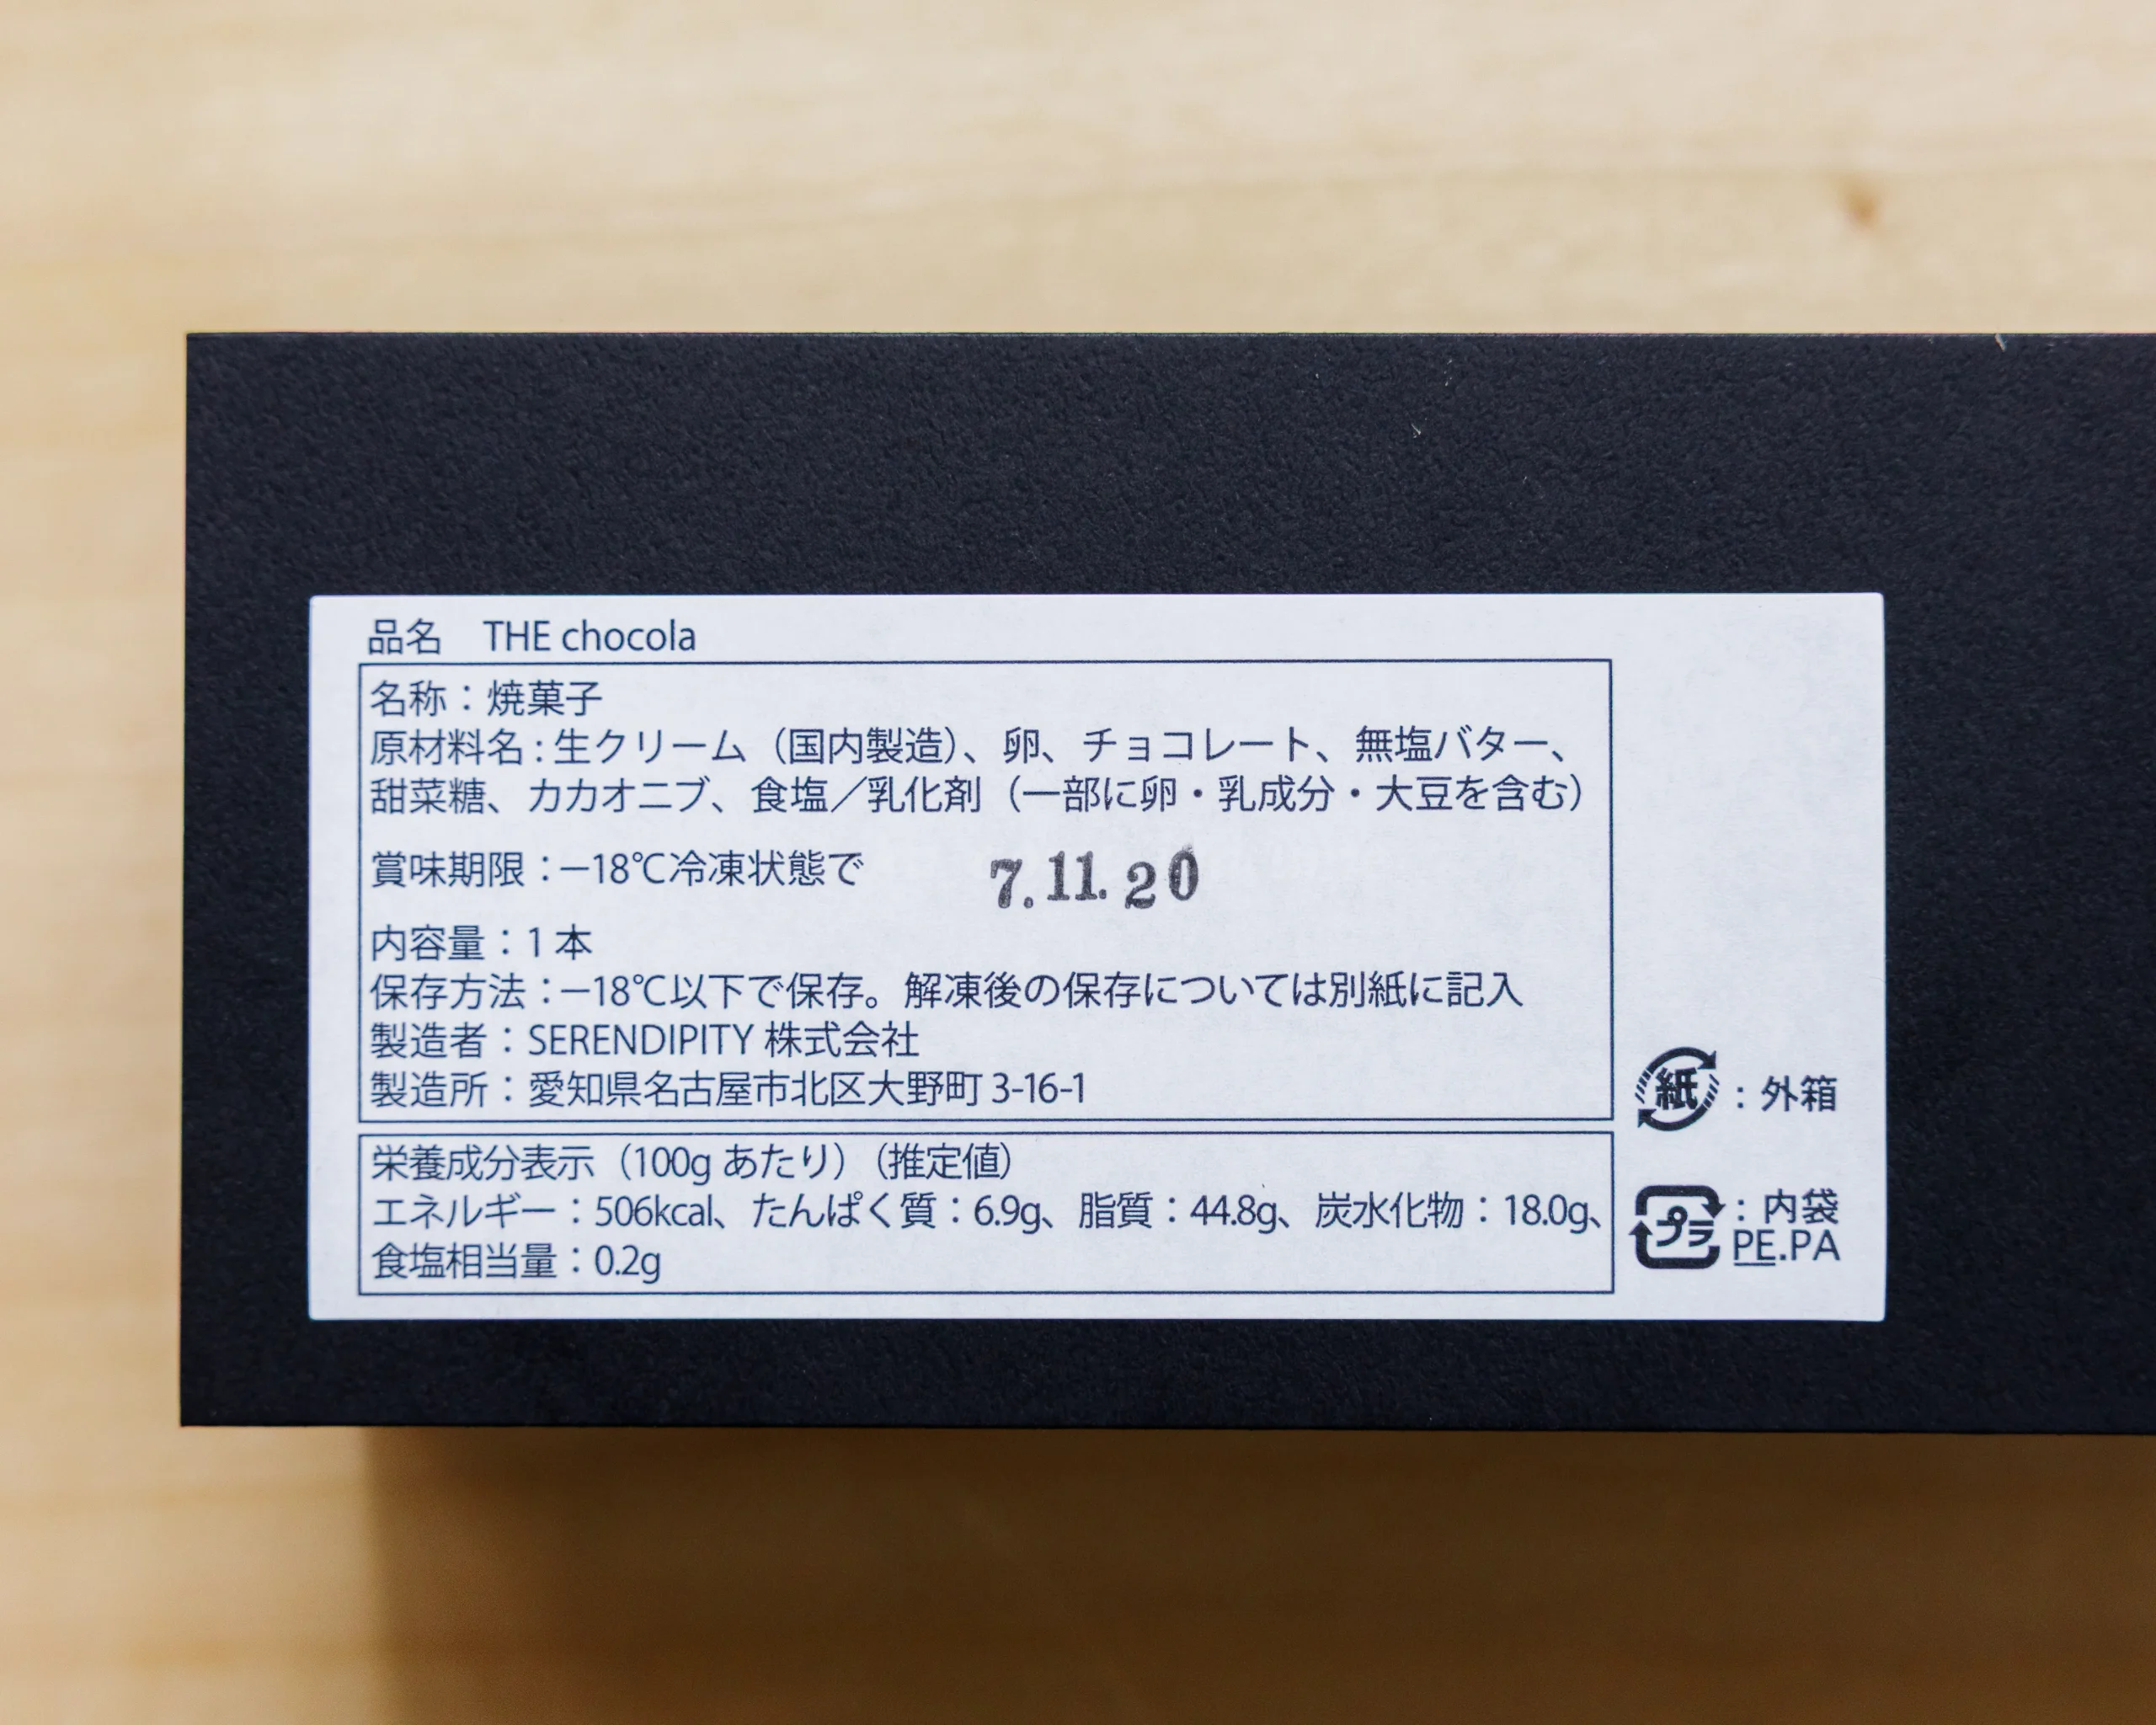 品名　THE chocola
名称：焼菓子
原材料名：生クリーム（国内製造）、卵、チョコレート、無塩バター、
甜菜糖、カカオニブ、食塩／乳化剤（一部に卵・乳成分・大豆を含む）
賞味期限：−18℃冷凍状態で　7.11.20
内容量：1 本
保存方法：−18℃以下で保存。解凍後の保存については別紙に記入
製造者：SERENDIPITY 株式会社
製造所：愛知県名古屋市北区大野町 3-16-1
紙：外箱
栄養成分表示（100g あたり）（推定値）
エネルギー：506kcal、たんぱく質：6.9g、脂質：44.8g、炭水化物：18.0g、
食塩相当量：0.2g
プラ：内袋
PE.PA